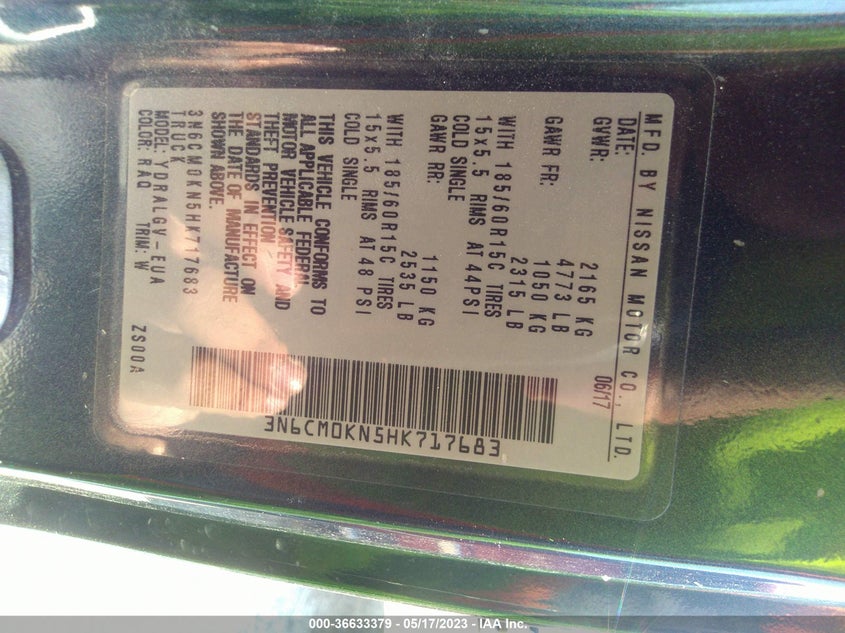 MFD. BY NISSAN MOTOR CO., LTD.
DATE: 06/17
GVWR: 2165 KG
4773 LB
GAWR FR: 1050 KG
2315 LB
WITH 185/60R15C TIRES
15x5.5 RIMS AT 44PSI
COLD SINGLE
GAWR RR: 1150 KG
2535 LB
WITH 185/60R15C TIRES
15x5.5 RIMS AT 48 PSI
COLD SINGLE
THIS VEHICLE CONFORMS TO
ALL APPLICABLE FEDERAL
MOTOR VEHICLE SAFETY AND
THEFT PREVENTION
STANDARDS IN EFFECT ON
THE DATE OF MANUFACTURE
SHOWN ABOVE.
3N6CM0KN5HK717683
TRUCK
MODEL: YDRALGV-EUA
COLOR: RAQ TRIM: W ZS00A
3N6CM0KN5HK717683
000-36633379 — 05/17/2023 — IAA Inc.